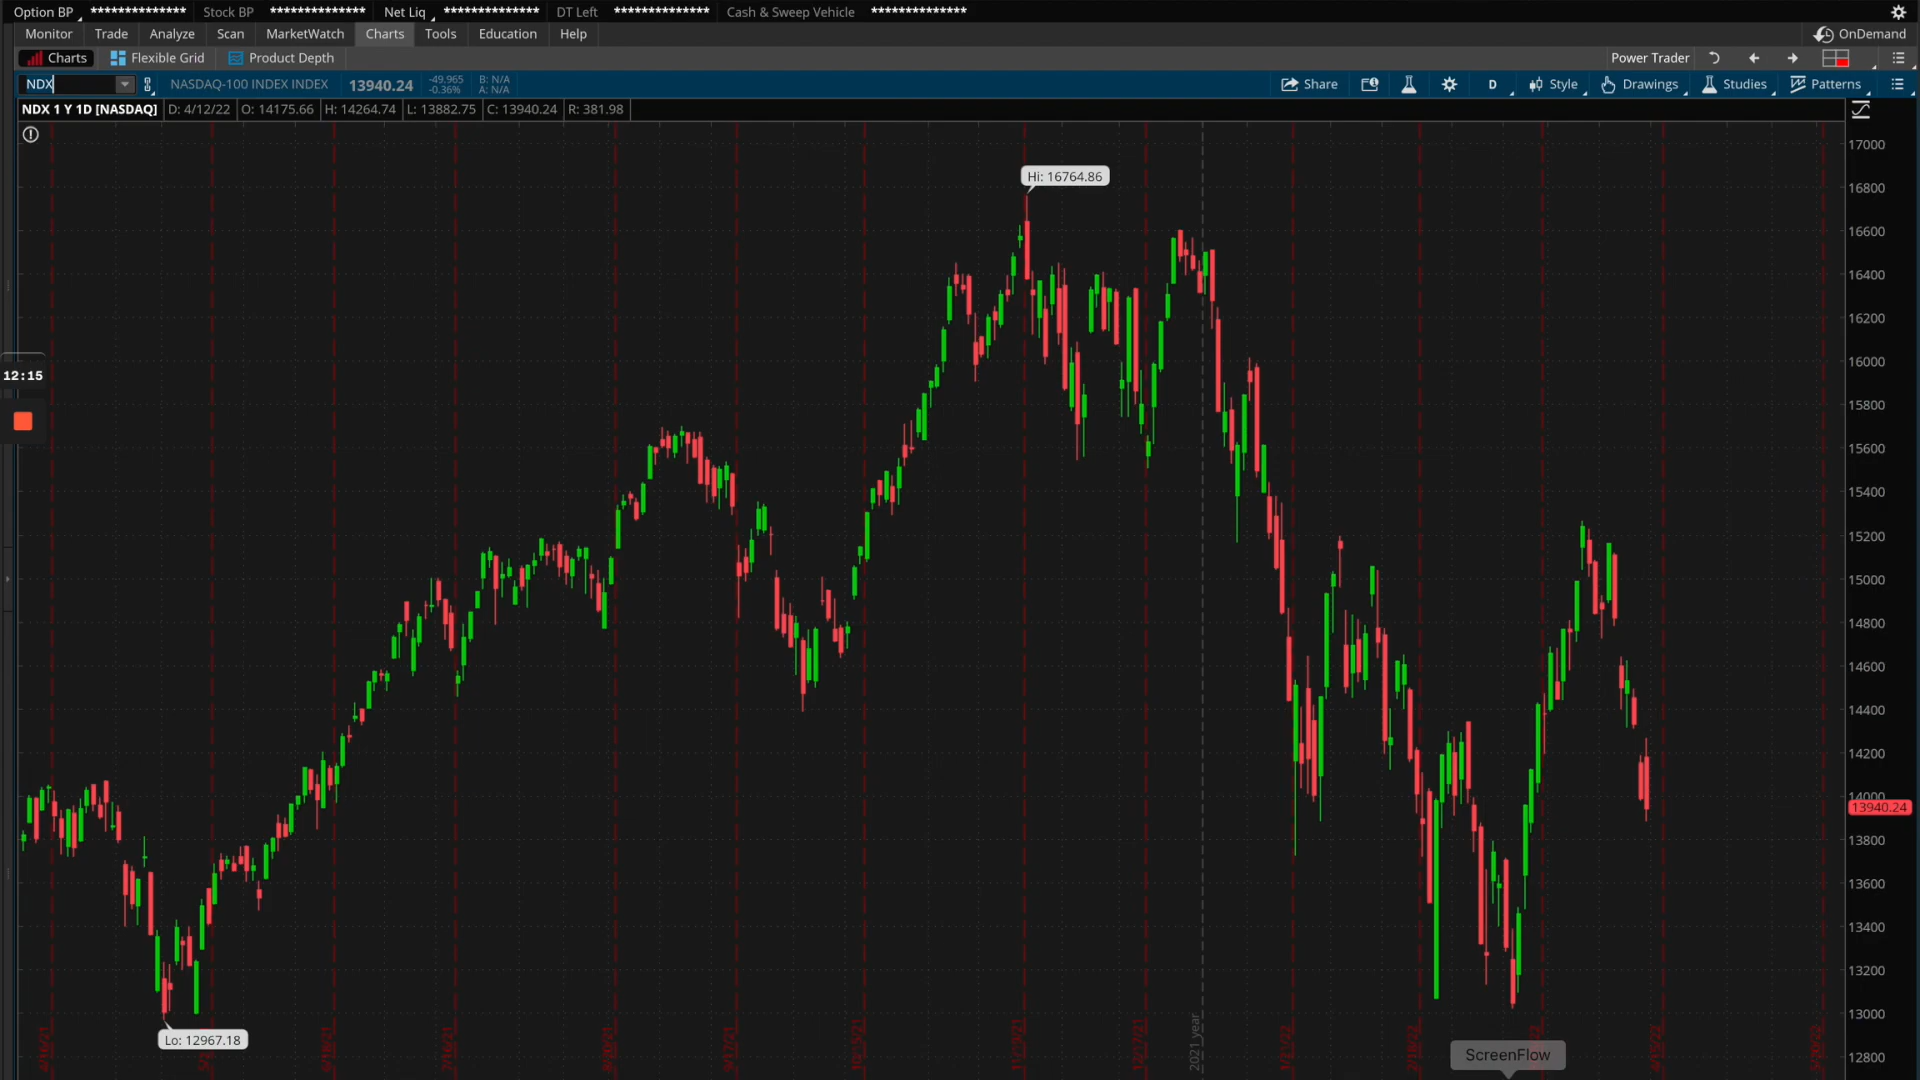 Option BP ************** Stock BP ************** Net Liq ************** DT Left ************** Cash & Sweep Vehicle **************
Monitor Trade Analyze Scan MarketWatch Charts Tools Education Help OnDemand
Charts Flexible Grid Product Depth Power Trader
NDX NASDAQ-100 INDEX INDEX 13940.24 -49.965 B: N/A Share D Style Drawings Studies Patterns
-0.36% A: N/A
NDX 1 Y 1D [NASDAQ] D: 4/12/22 O: 14175.66 H: 14264.74 L: 13882.75 C: 13940.24 R: 381.98
17000
Hi: 16764.86
16800
16600
16400
16200
16000
12:15
15800
15600
15400
15200
15000
14800
14600
14400
14200
14000
13940.24
13800
13600
13400
13200
13000
Lo: 12967.18
2021 year
ScreenFlow
12800